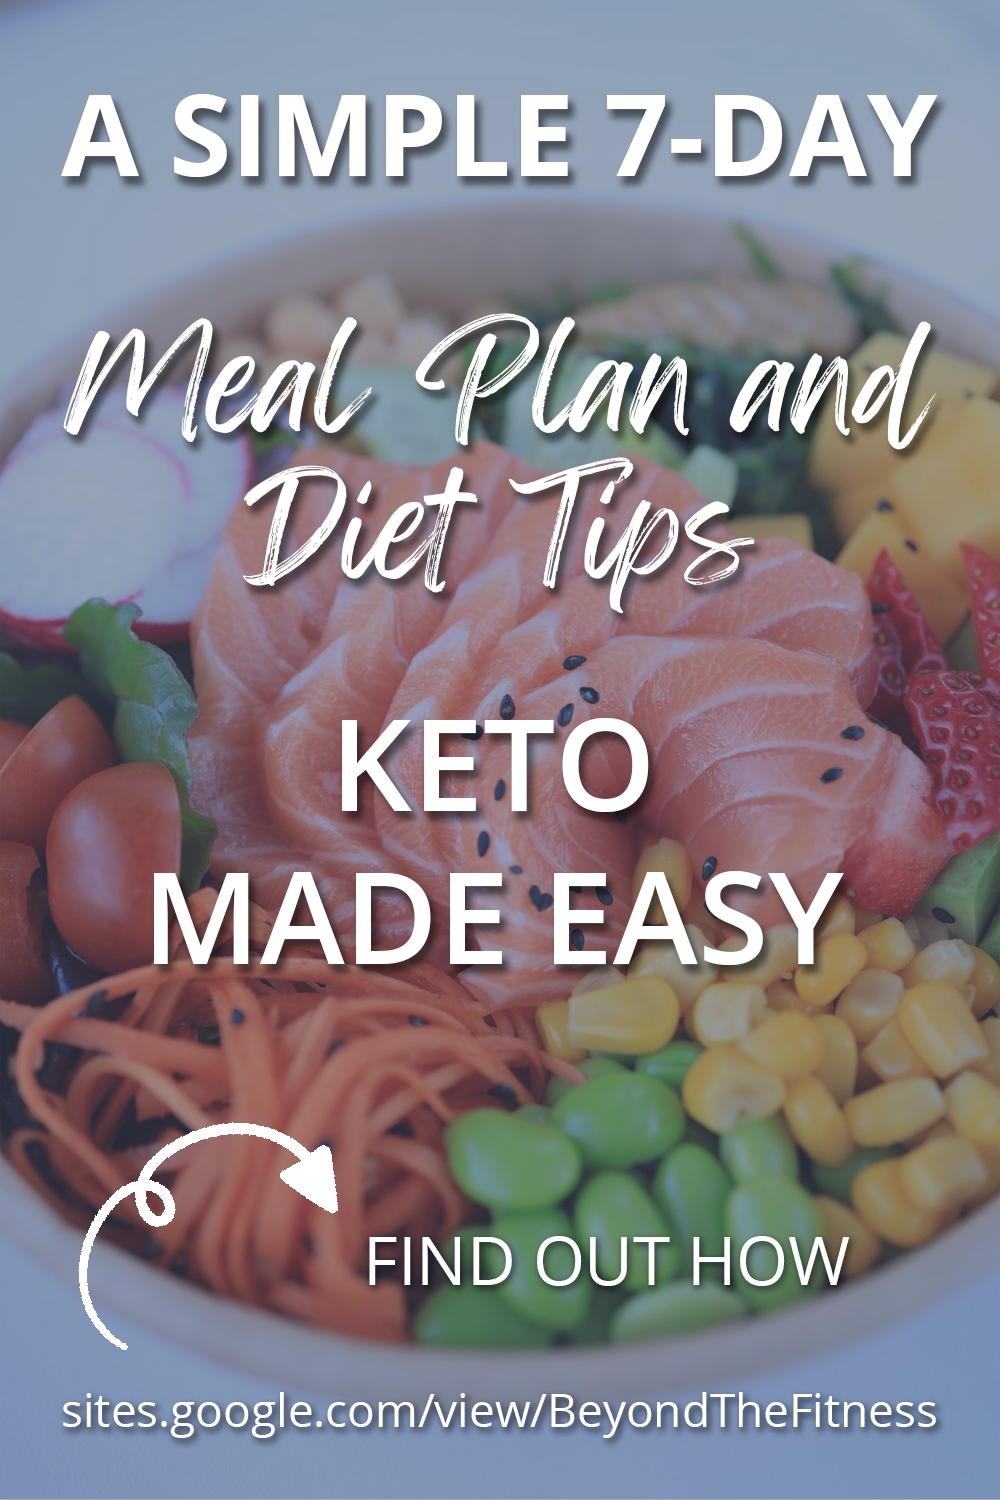 A SIMPLE 7-DAY
Meal Plan and
Diet Tips
KETO
MADE EASY
FIND OUT HOW
sites.google.com/view/BeyondTheFitness